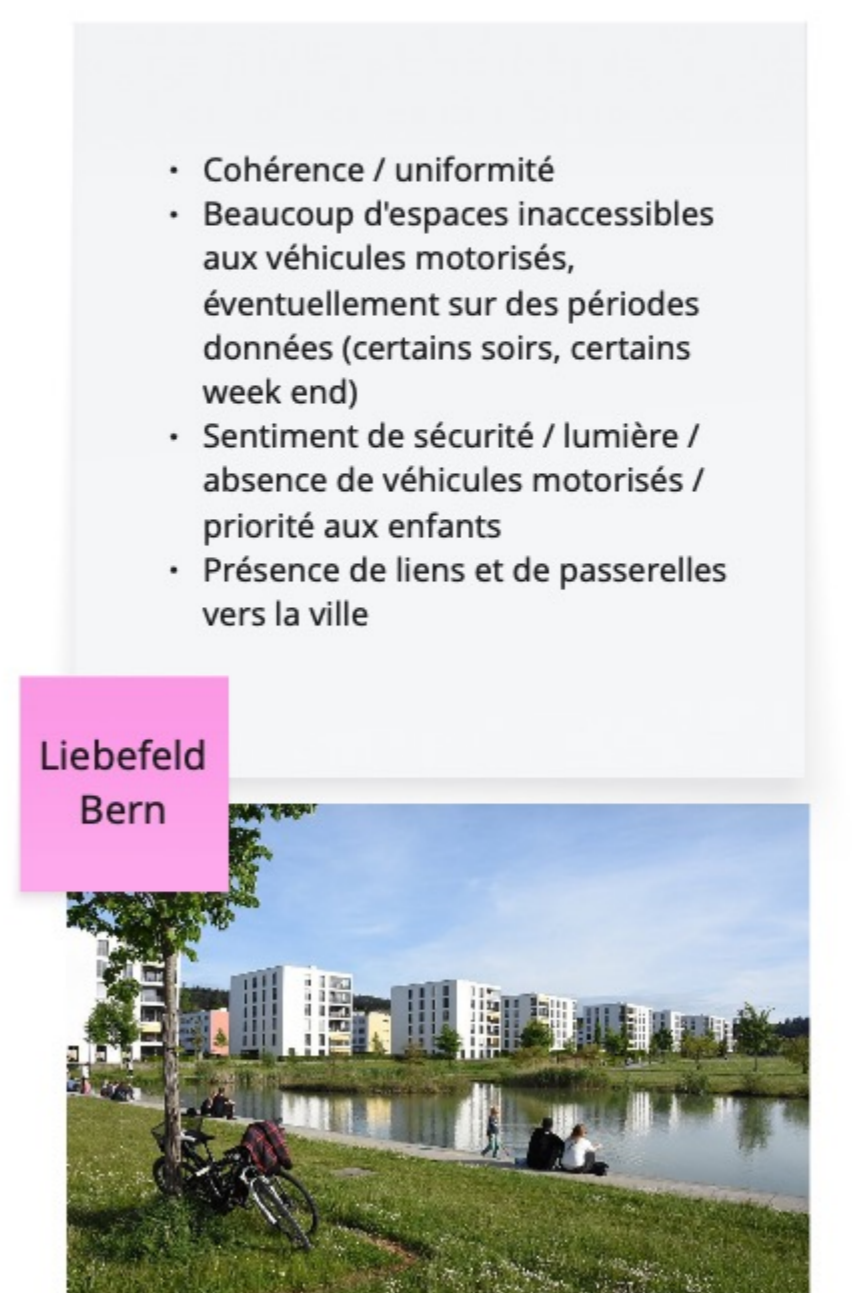 • Cohérence / uniformité
• Beaucoup d'espaces inaccessibles
aux véhicules motorisés,
éventuellement sur des périodes
données (certains soirs, certains
week end)
• Sentiment de sécurité / lumière /
absence de véhicules motorisés /
priorité aux enfants
• Présence de liens et de passerelles
vers la ville
Liebefeld
Bern